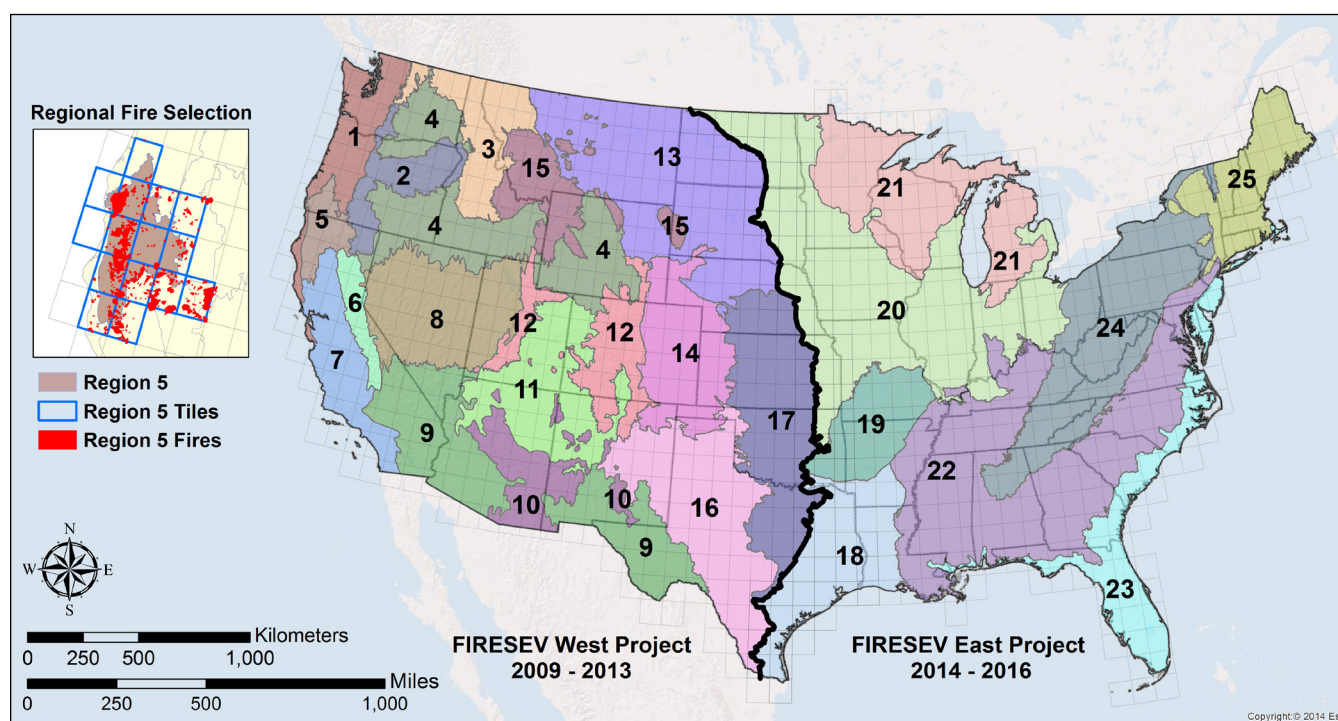 Regional Fire Selection
Region 5
Region 5 Tiles
Region 5 Fires
N
W
E
S
Kilometers
0 250 500 1,000
Miles
0 250 500 1,000
1
2
3
4
4
4
5
6
7
8
9
9
10
10
11
12
12
13
14
15
15
16
17
18
19
20
21
21
22
23
24
25
FIRESEV West Project
2009 - 2013
FIRESEV East Project
2014 - 2016
Copyright:© 2014 Es